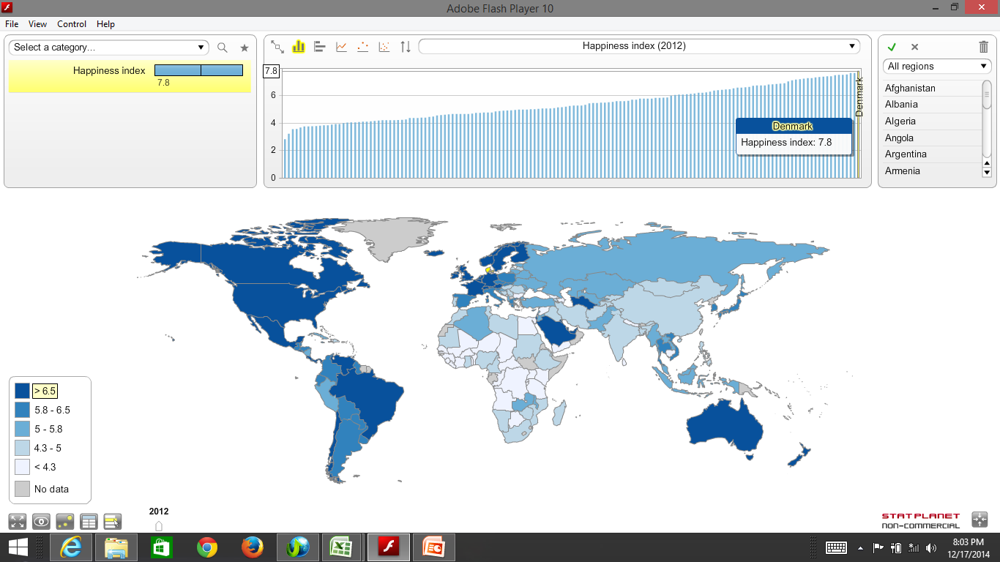 Adobe Flash Player 10
File View Control Help
Select a category...
Happiness index
7.8
Happiness index (2012)
7.8
6
4
2
0
Denmark
Denmark
Happiness index: 7.8
All regions
Afghanistan
Albania
Algeria
Angola
Argentina
Armenia
> 6.5
5.8 - 6.5
5 - 5.8
4.3 - 5
< 4.3
No data
2012
STATPLANET
NON-COMMERCIAL
8:03 PM
12/17/2014